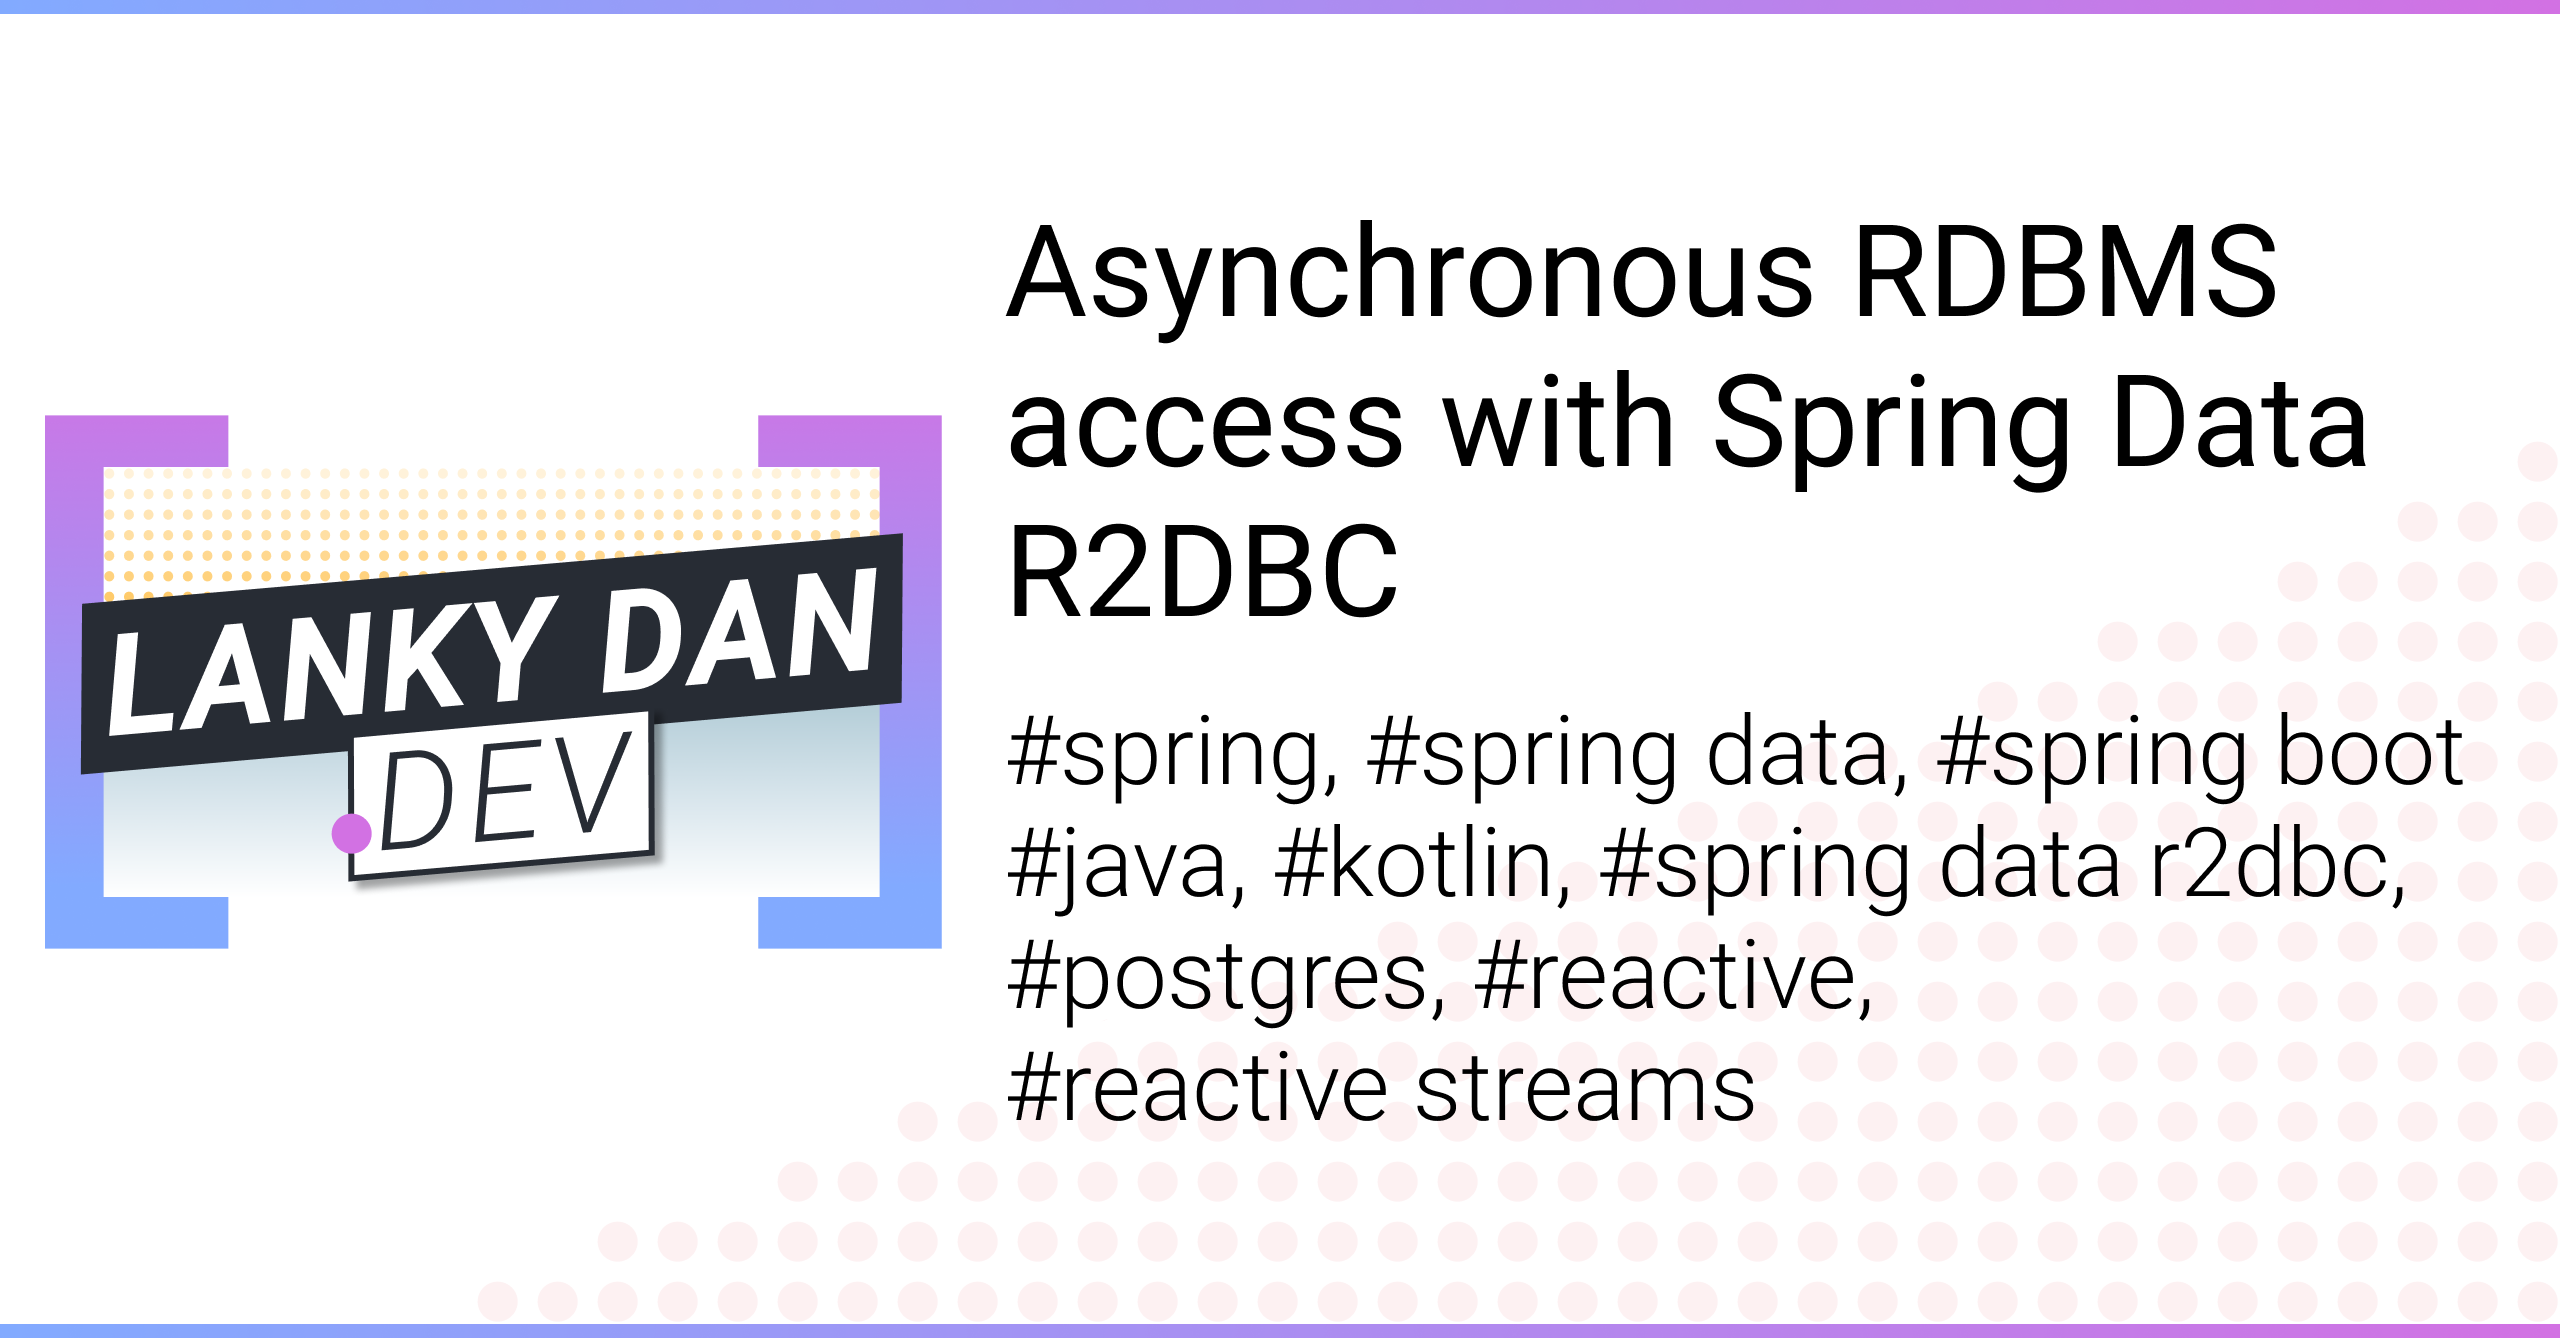 LANKY DAN
.DEV
Asynchronous RDBMS
access with Spring Data
R2DBC
#spring, #spring data, #spring boot
#java, #kotlin, #spring data r2dbc,
#postgres, #reactive,
#reactive streams